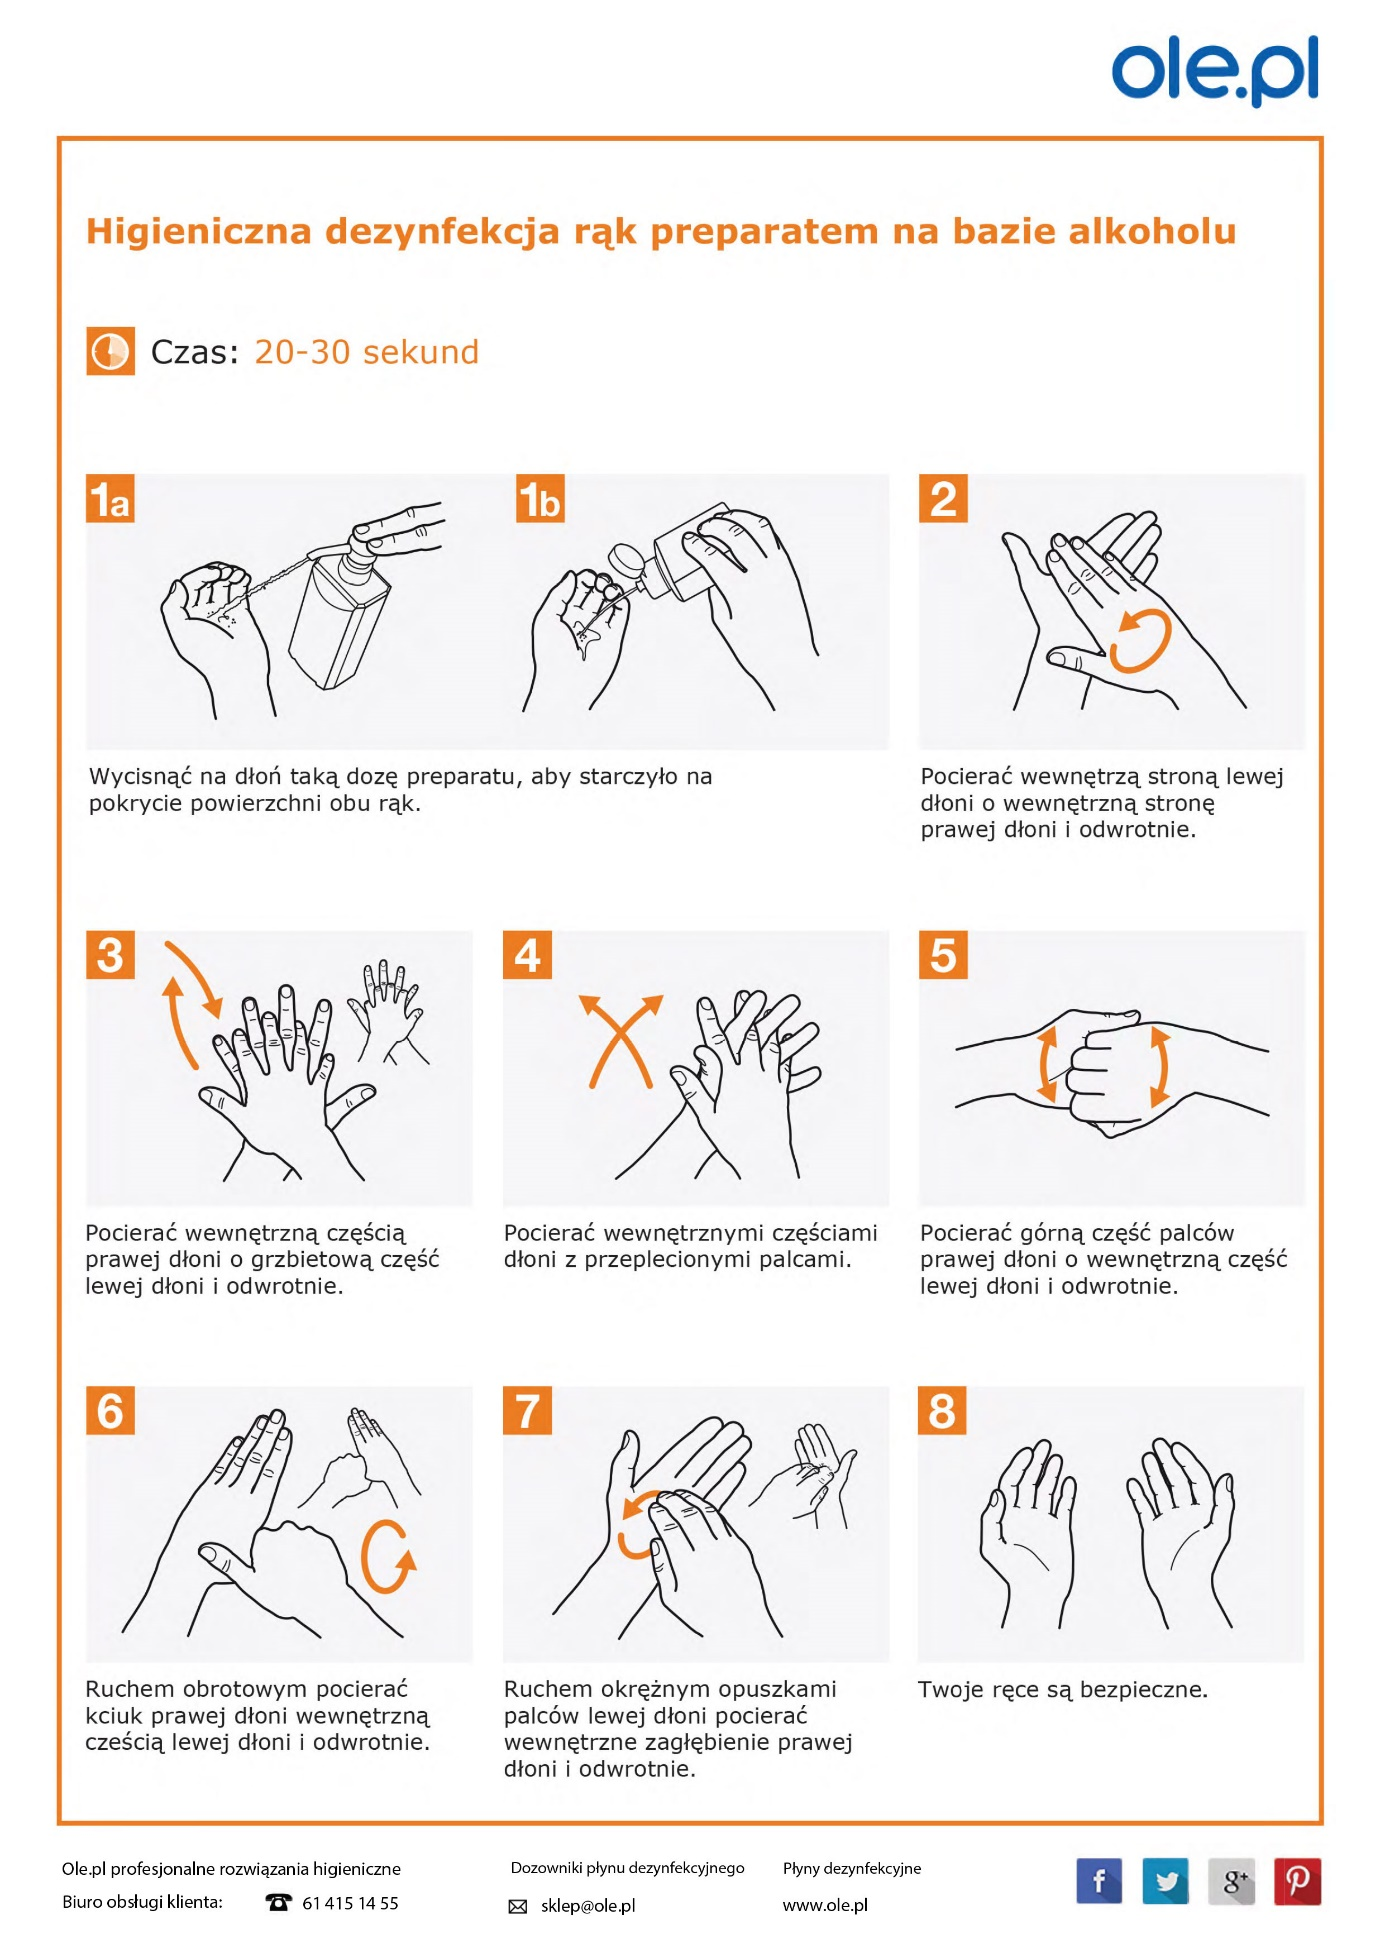 ole.pl
Higieniczna dezynfekcja rąk preparatem na bazie alkoholu
Czas: 20-30 sekund
1a
1b
Wycisnąć na dłoń taką dozę preparatu, aby starczyło na
pokrycie powierzchni obu rąk.
2
Pocierać wewnętrzą stroną lewej
dłoni o wewnętrzną stronę
prawej dłoni i odwrotnie.
3
Pocierać wewnętrzną częścią
prawej dłoni o grzbietową część
lewej dłoni i odwrotnie.
4
Pocierać wewnętrznymi częściami
dłoni z przeplecionymi palcami.
5
Pocierać górną część palców
prawej dłoni o wewnętrzną część
lewej dłoni i odwrotnie.
6
Ruchem obrotowym pocierać
kciuk prawej dłoni wewnętrzną
cześcią lewej dłoni i odwrotnie.
7
Ruchem okrężnym opuszkami
palców lewej dłoni pocierać
wewnętrzne zagłębienie prawej
dłoni i odwrotnie.
8
Twoje ręce są bezpieczne.
Ole.pl profesjonalne rozwiązania higieniczne
Biuro obsługi klienta: 61 415 14 55
Dozowniki płynu dezynfekcyjnego
sklep@ole.pl
Płyny dezynfekcyjne
www.ole.pl
f
g+